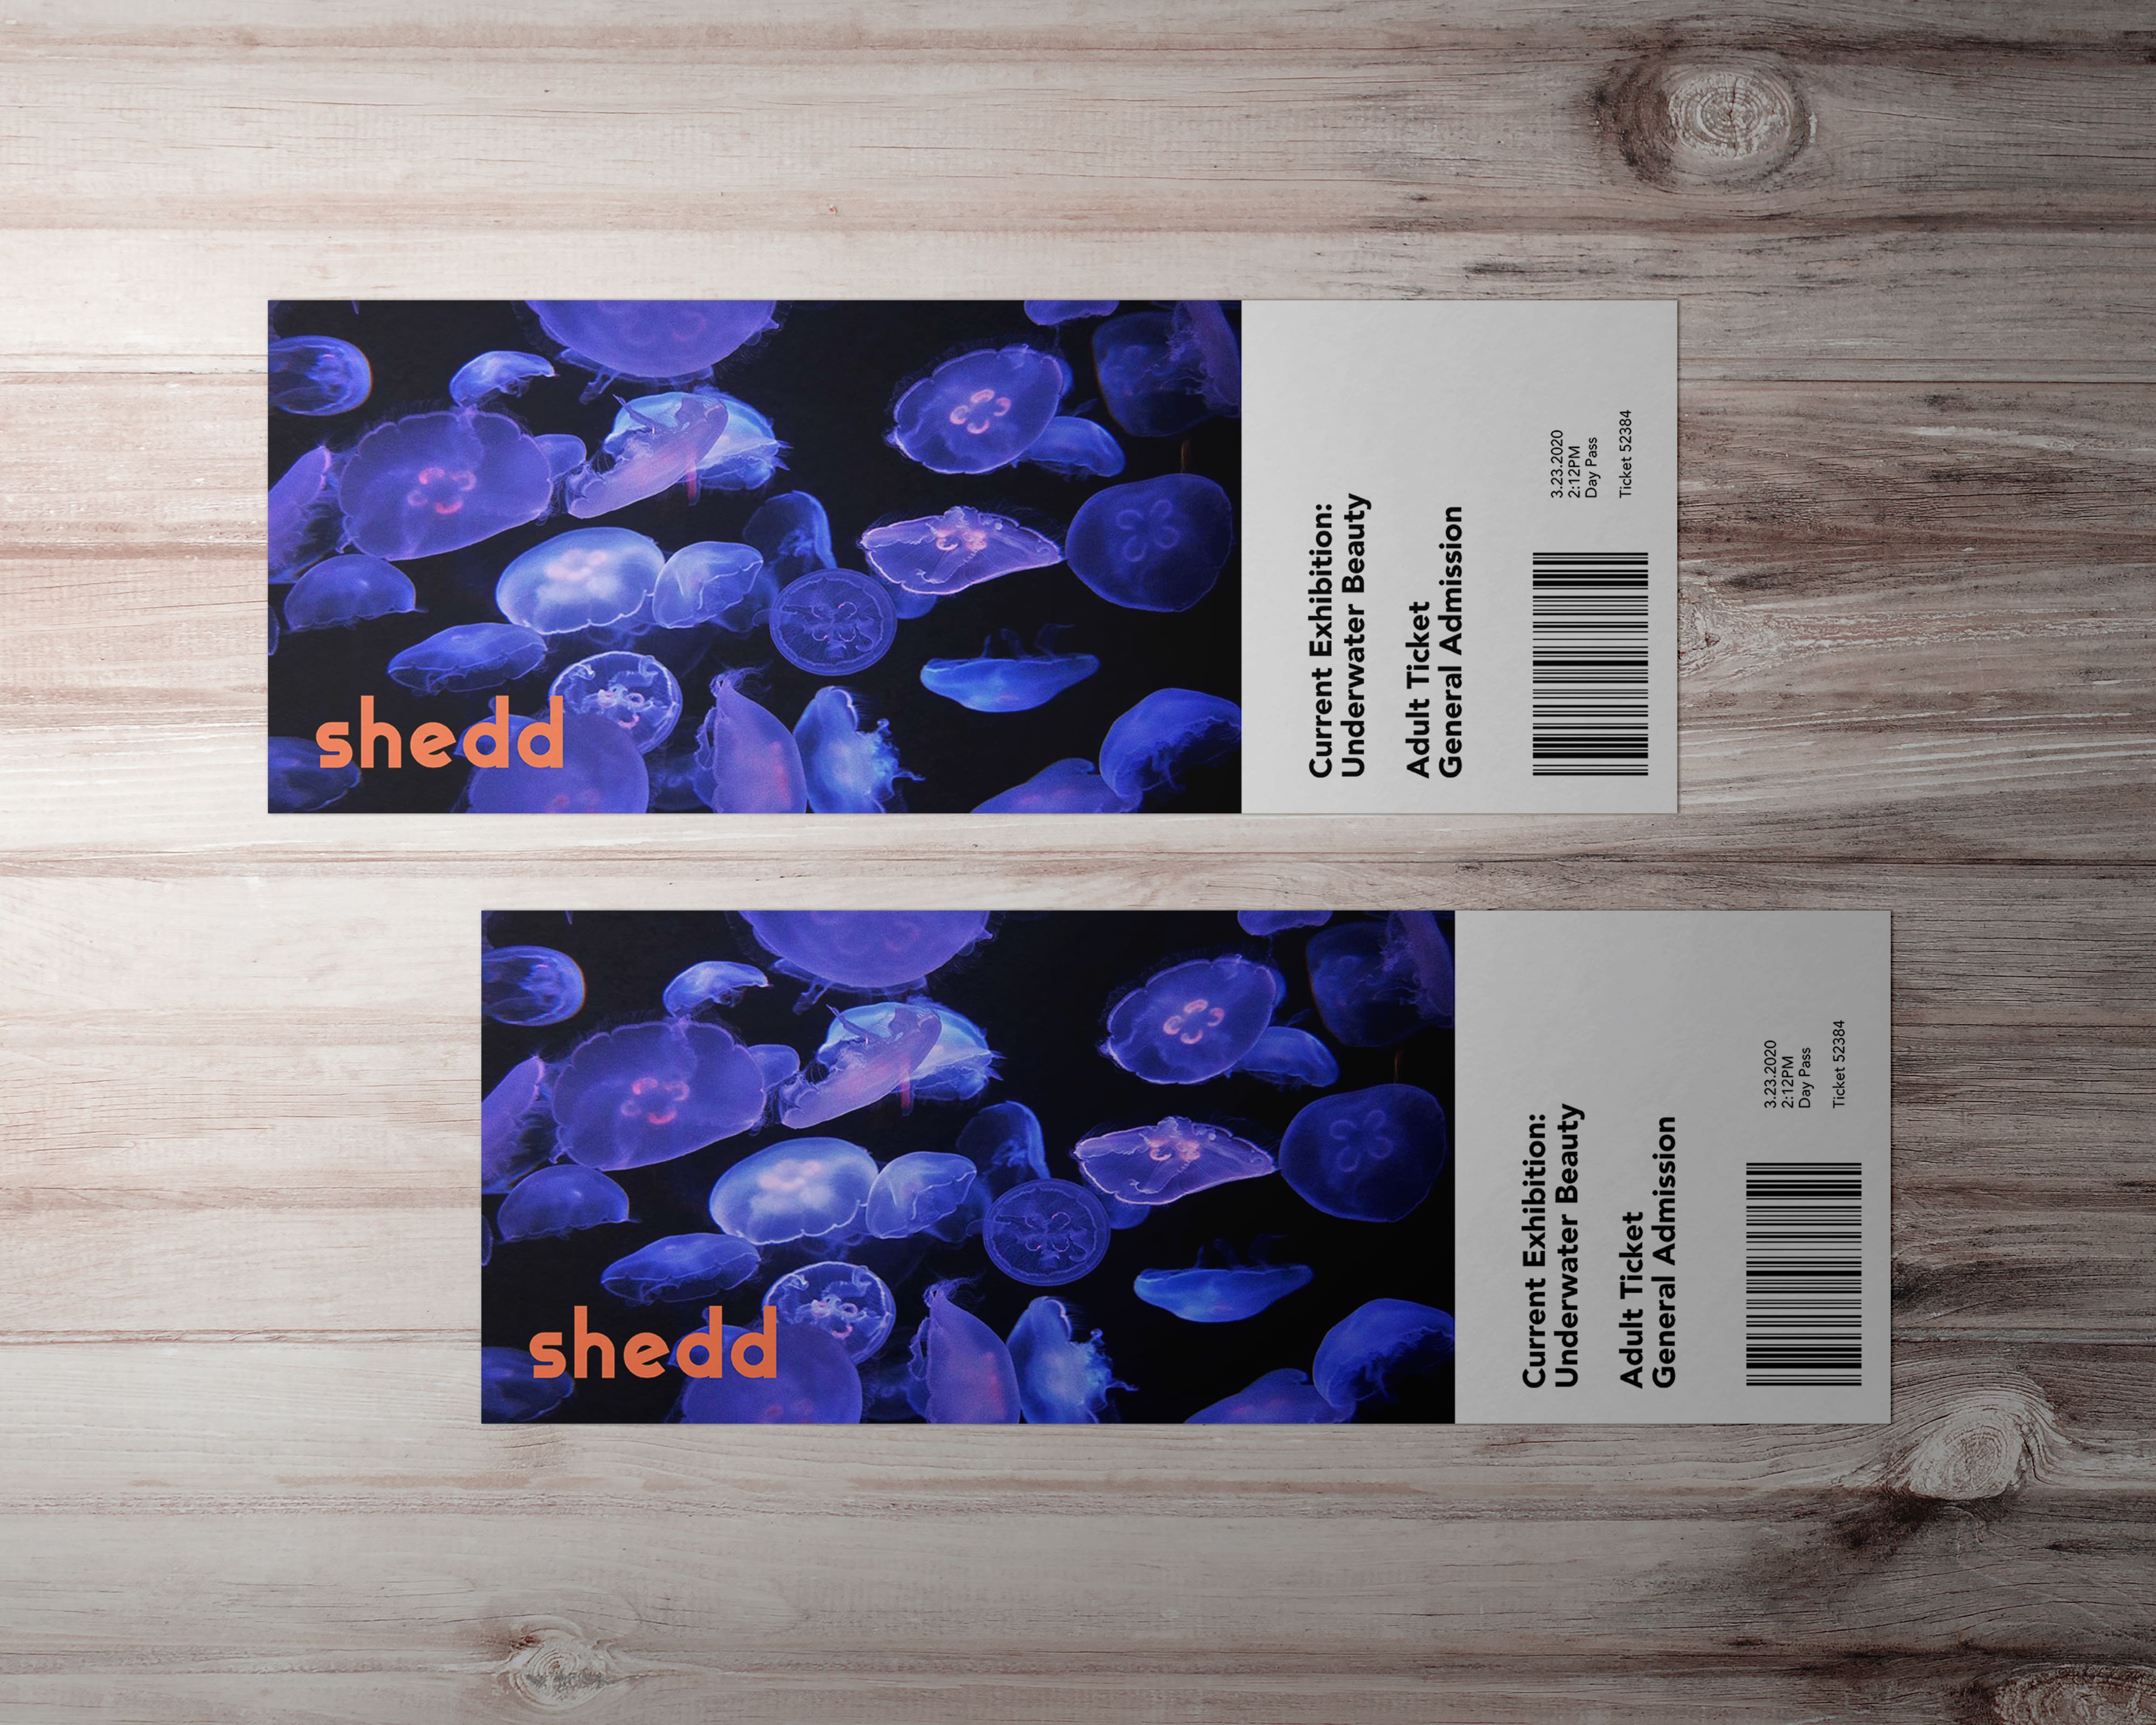 shedd
Current Exhibition:
Underwater Beauty
Adult Ticket
General Admission
3.23.2020
2:12PM
Day Pass
Ticket 52384
shedd
Current Exhibition:
Underwater Beauty
Adult Ticket
General Admission
3.23.2020
2:12PM
Day Pass
Ticket 52384